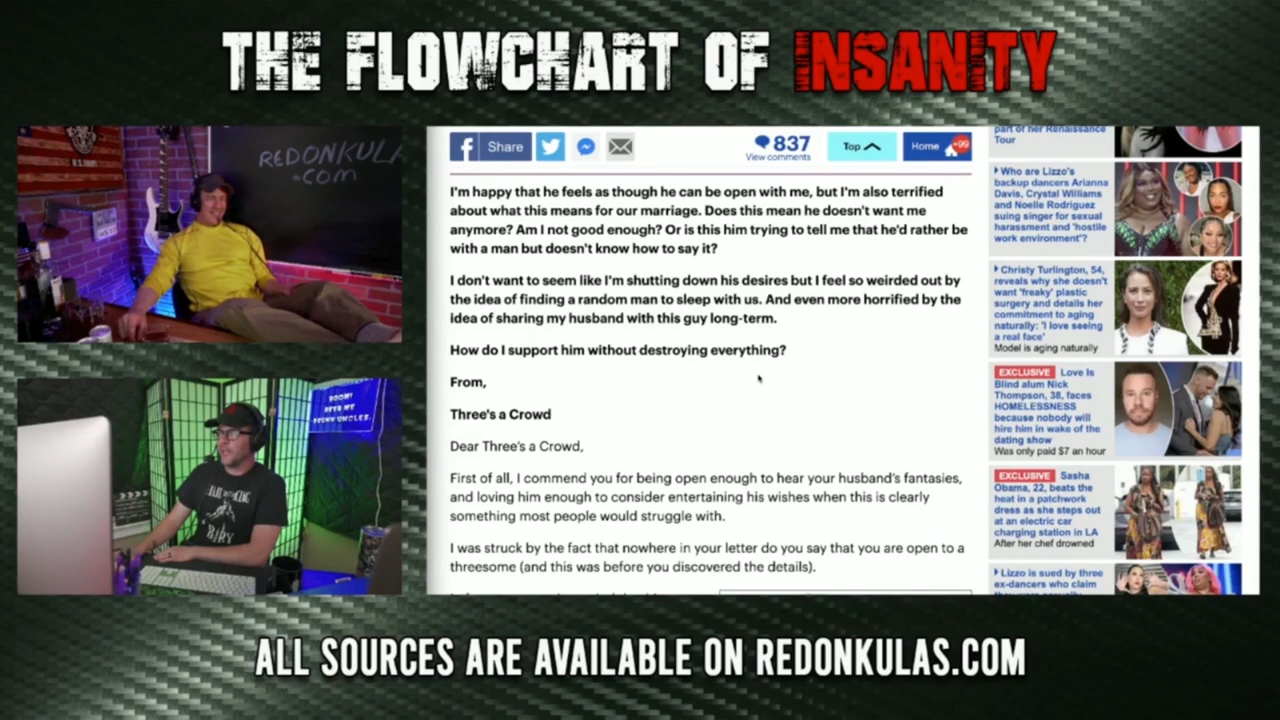 THE FLOWCHART OF INSANITY
REDONKULA
.COM
BOOM!
Share
837
View comments
Top
Home
+99
I'm happy that he feels as though he can be open with me, but I'm also terrified
about what this means for our marriage. Does this mean he doesn't want me
anymore? Am I not good enough? Or is this him trying to tell me that he'd rather be
with a man but doesn't know how to say it?
I don't want to seem like I'm shutting down his desires but I feel so weirded out by
the idea of finding a random man to sleep with us. And even more horrified by the
idea of sharing my husband with this guy long-term.
How do I support him without destroying everything?
From,
Three's a Crowd
Dear Three's a Crowd,
First of all, I commend you for being open enough to hear your husband's fantasies,
and loving him enough to consider entertaining his wishes when this is clearly
something most people would struggle with.
I was struck by the fact that nowhere in your letter do you say that you are open to a
threesome (and this was before you discovered the details).
part of her Renaissance
Tour
Who are Lizzo's
backup dancers Arianna
Davis, Crystal Williams
and Noelle Rodriguez
suing singer for sexual
harassment and 'hostile
work environment'?
Christy Turlington, 54,
reveals why she doesn't
want 'freaky' plastic
surgery and details her
commitment to aging
naturally: 'I love seeing
a real face'
Model is aging naturally
EXCLUSIVE Love Is
Blind alum Nick
Thompson, 38, faces
HOMELESSNESS
because nobody will
hire him in wake of the
dating show
Was only paid $7 an hour
EXCLUSIVE Sasha
Obama, 22, beats the
heat in a patchwork
dress as she steps out
at an electric car
charging station in LA
After her chef drowned
Lizzo is sued by three
ex-dancers who claim
ALL SOURCES ARE AVAILABLE ON REDONKULAS.COM